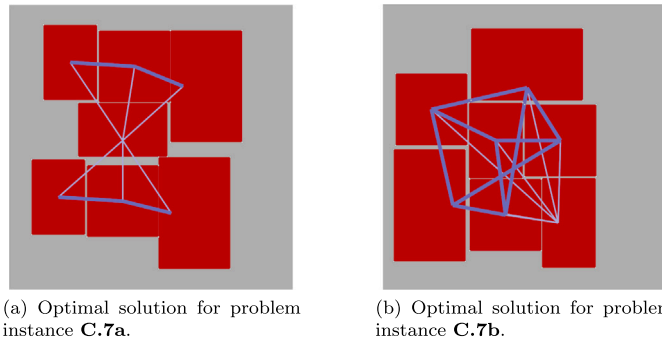 (a) Optimal solution for problem
instance C.7a.
(b) Optimal solution for
instance C.7b.